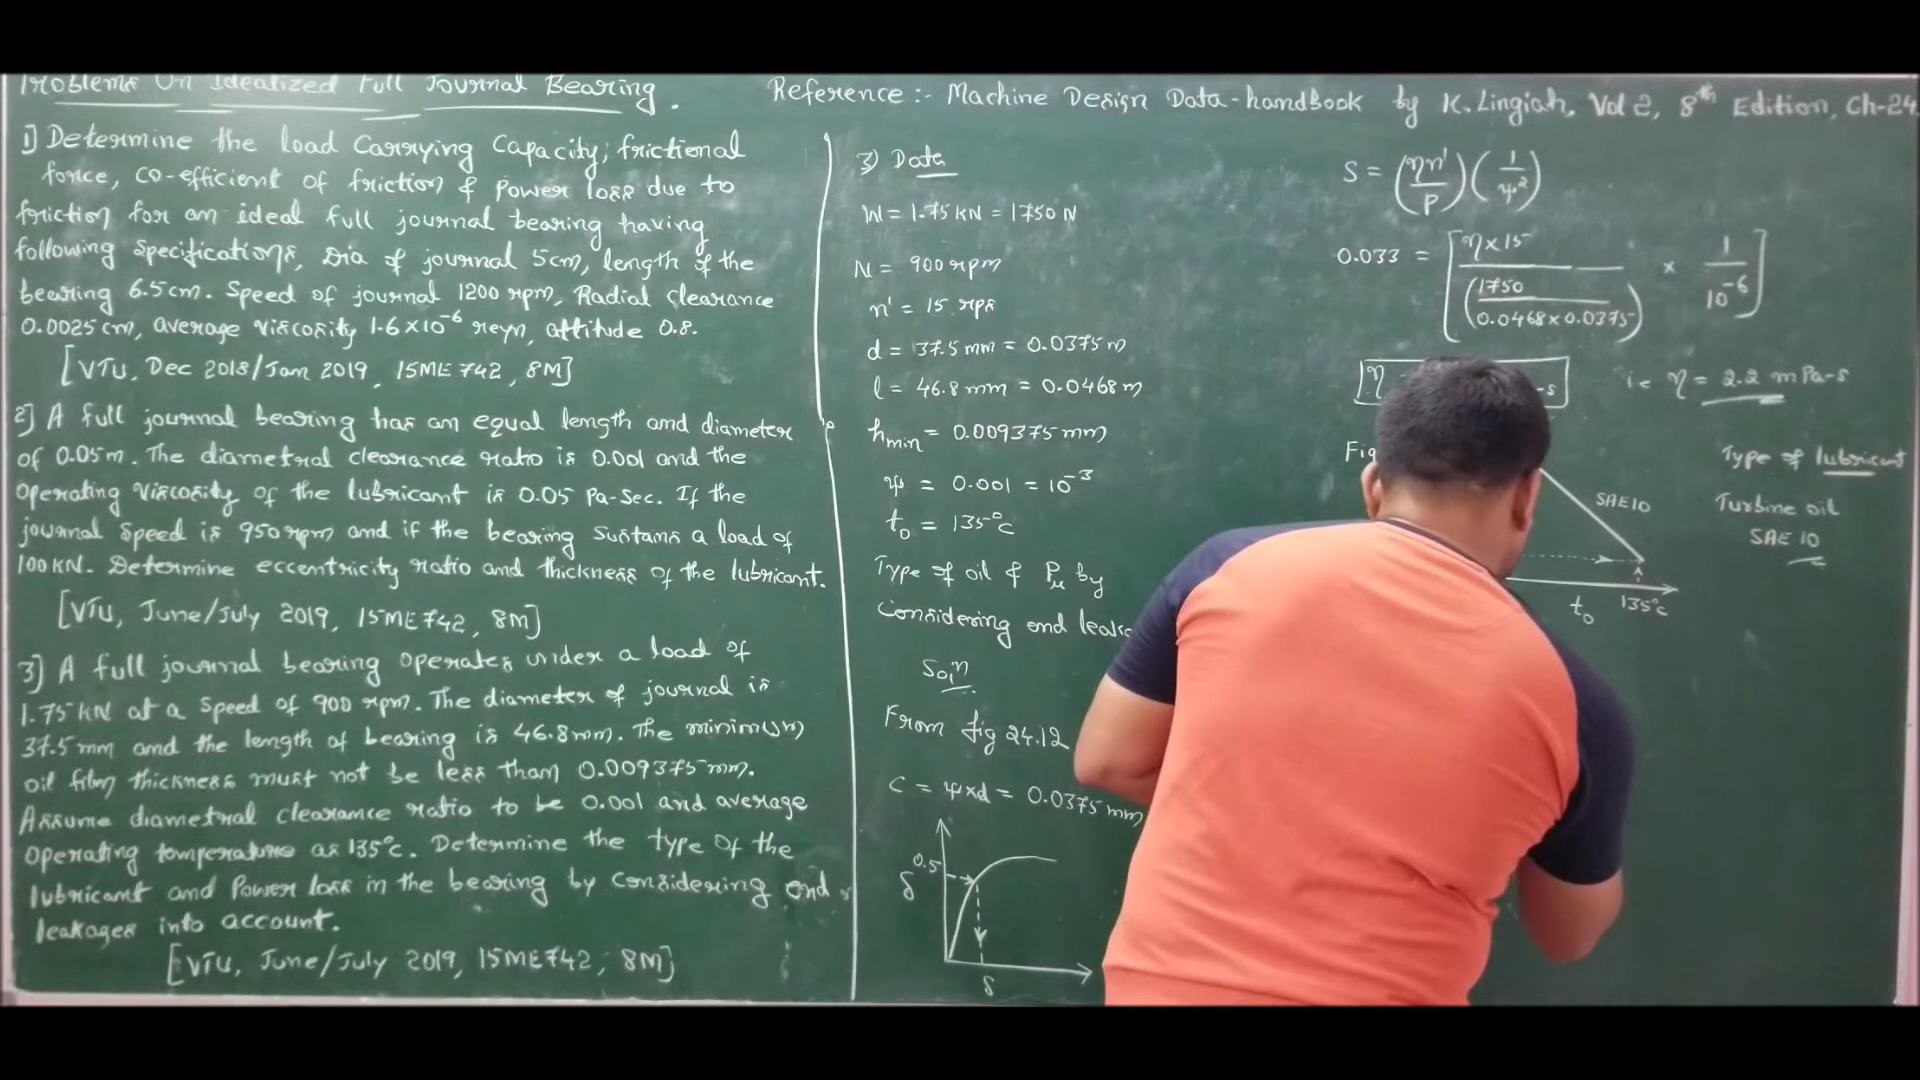 Problems On Idealized Full Journal Bearing.
Reference :- Machine Design Data-handbook by K. Lingiah, Vol 2, 8th Edition, Ch-24
1] Determine the load Carrying Capacity, frictional
force, co-efficient of friction & power loss due to
friction for an ideal full journal bearing having
following Specifications, Dia of journal 5cm, length of the
bearing 6.5cm. Speed of journal 1200 rpm, Radial clearance
0.0025 cm, average viscosity 1.6×10⁻⁶ reyn, attitude 0.8.
[VTU, Dec 2018/Jan 2019, 15ME742, 8M]
2] A full journal bearing has an equal length and diameter
of 0.05m. The diametral clearance ratio is 0.001 and the
Operating Viscosity of the lubricant is 0.05 Pa-Sec. If the
journal Speed is 950 rpm and if the bearing Sustains a load of
100KN. Determine eccentricity ratio and thickness of the lubricant.
[VTU, June/July 2019, 15ME742, 8M]
3] A full journal bearing operates under a load of
1.75 KN at a Speed of 900 rpm. The diameter of journal is
37.5 mm and the length of bearing is 46.8mm. The minimum
oil film thickness must not be less than 0.009375 mm.
Assume diametral clearance ratio to be 0.001 and average
Operating temperature as 135°c. Determine the type of the
lubricant and Power loss in the bearing by considering end
leakages into account.
[VTU, June/July 2019, 15ME742, 8M]
3) Data
W = 1.75 KN = 1750 N
N = 900 rpm
n' = 15 rps
d = 37.5 mm = 0.0375 m
l = 46.8 mm = 0.0468 m
hmin = 0.009375 mm
ψ = 0.001 = 10⁻³
t₀ = 135°c
Type of oil & Pμ by
Considering end
Solⁿ
From fig 24.12
C = ψ×d = 0.0375 mm
0.5
δ
S
S = (ηn'/P)(1/ψ²)
0.033 = [η×15/(1750/0.0468×0.0375) × 1/10⁻⁶]
η -s i.e η = 2.2 mPa-s
Fig
SAE10
t₀ 135°c
Type of lubricant
Turbine oil
SAE 10